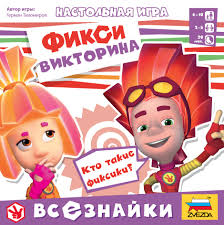 Автор игры:
НАСТОЛЬНАЯ ИГРА
ФИКСИ
ВИКТОРИНА
Кто такие
фиксики?
ВСЕЗНАЙКИ
ZVEZDA